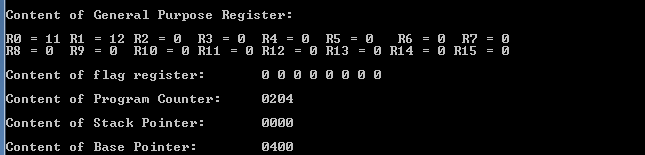 Content of General Purpose Register:
R0 = 11 R1 = 12 R2 = 0 R3 = 0 R4 = 0 R5 = 0 R6 = 0 R7 = 0
R8 = 0 R9 = 0 R10 = 0 R11 = 0 R12 = 0 R13 = 0 R14 = 0 R15 = 0
Content of flag register: 0 0 0 0 0 0 0 0
Content of Program Counter: 0204
Content of Stack Pointer: 0000
Content of Base Pointer: 0400